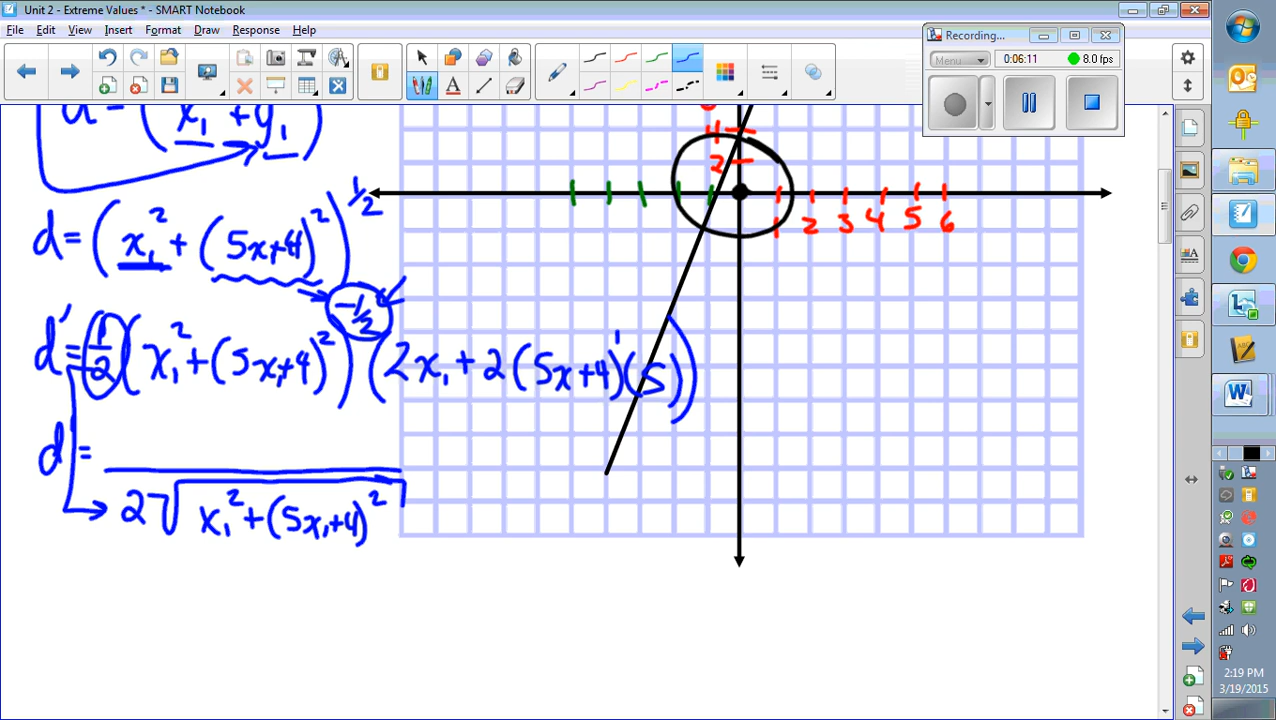 Unit 2 - Extreme Values * - SMART Notebook
File Edit View Insert Format Draw Response Help
Recording...
Menu 0:06:11 8.0 fps
(x₁ + y₁)
4
2
1 2 3 4 5 6
d = (x₁² + (5x+4)²)^1/2
d' = 1/2 (x₁² + (5x₁+4)²)^-1/2 (2x₁ + 2(5x+4)¹(5))
d' =
2√x₁² + (5x₁+4)²
2:19 PM
3/19/2015